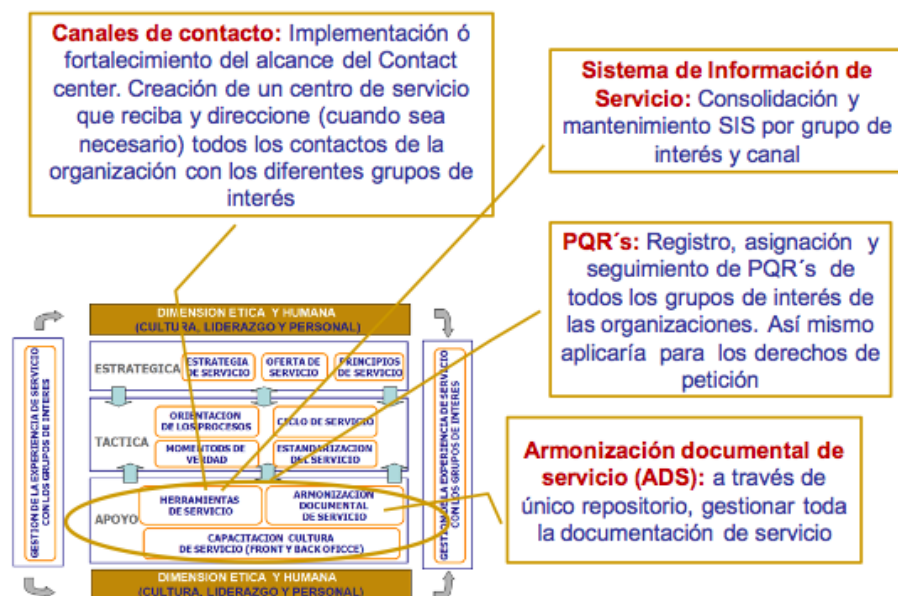 Canales de contacto: Implementación ó
fortalecimiento del alcance del Contact
center. Creación de un centro de servicio
que reciba y direccione (cuando sea
necesario) todos los contactos de la
organización con los diferentes grupos de
interés
Sistema de Información de
Servicio: Consolidación y
mantenimiento SIS por grupo de
interés y canal
PQR´s: Registro, asignación y
seguimiento de PQR´s de
todos los grupos de interés de
las organizaciones. Así mismo
aplicaría para los derechos de
petición
Armonización documental de
servicio (ADS): a través de
único repositorio, gestionar toda
la documentación de servicio
DIMENSION ETICA Y HUMANA
(CULTURA, LIDERAZGO Y PERSONAL)
GESTION DE LA EXPERIENCIA DE SERVICIO
CON LOS GRUPOS DE INTERES
ESTRATEGICA
ESTRATEGIA
DE SERVICIO
OFERTA DE
SERVICIO
PRINCIPIOS
DE SERVICIO
TACTICA
ORIENTACION
DE LOS PROCESOS
CICLO DE SERVICIO
MOMENTODS DE
VERDAD
ESTANDARIZACION
DEL SERVICIO
APOYO
HERRAMIENTAS
DE SERVICIO
ARMONIZACIÓN
DOCUMENTAL
DE SERVICIO
CAPACITACION CULTURA
DE SERVICIO (FRONT Y BACK OFICCE)
GESTION DE LA EXPERIENCIA DE SERVICIO
CON LOS GRUPOS DE INTERES
DIMENSION ETICA Y HUMANA
(CULTURA, LIDERAZGO Y PERSONAL)